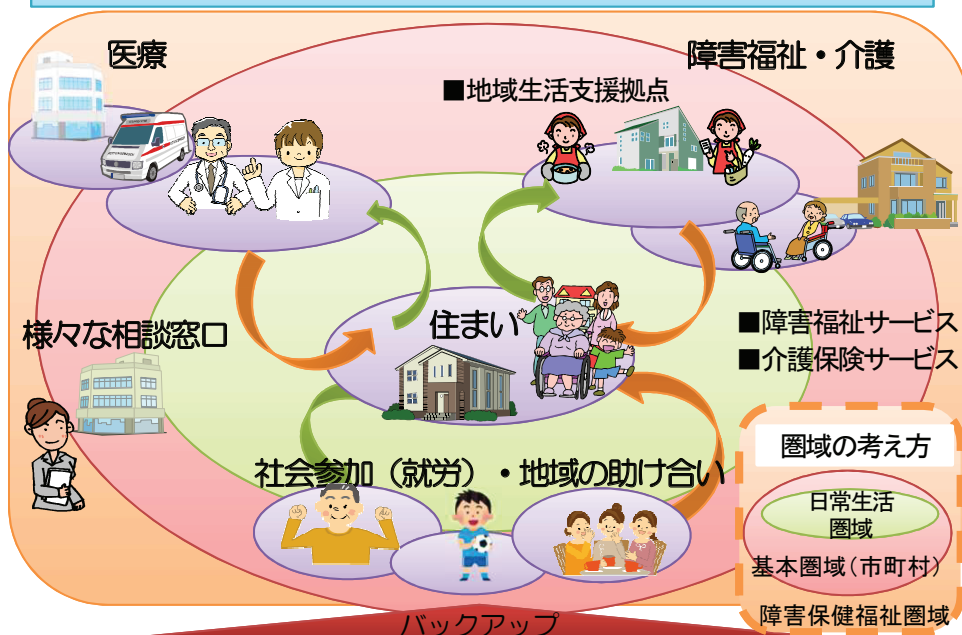 医療
障害福祉・介護
■地域生活支援拠点
住まい
様々な相談窓口
■障害福祉サービス
■介護保険サービス
社会参加（就労）・地域の助け合い
圏域の考え方
日常生活
圏域
基本圏域（市町村）
障害保健福祉圏域
バックアップ